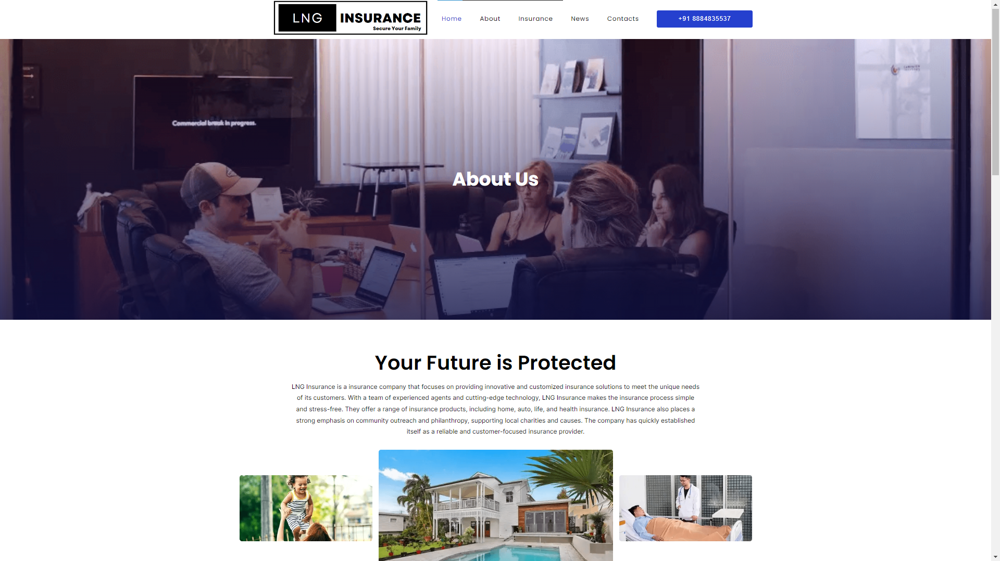 LNG INSURANCE
Secure Your Family
Home About Insurance News Contacts +91 8884835537
Commercial break in progress.
About Us
Your Future is Protected
LNG Insurance is a insurance company that focuses on providing innovative and customized insurance solutions to meet the unique needs
of its customers. With a team of experienced agents and cutting-edge technology, LNG Insurance makes the insurance process simple
and stress-free. They offer a range of insurance products, including home, auto, life, and health insurance. LNG Insurance also places a
strong emphasis on community outreach and philanthropy, supporting local charities and causes. The company has quickly established
itself as a reliable and customer-focused insurance provider.